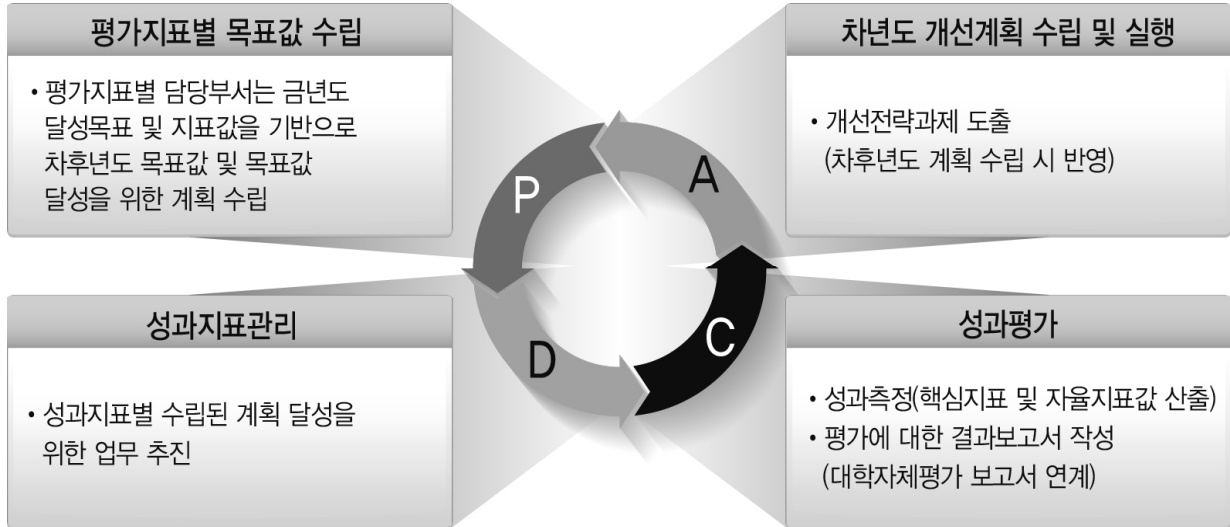 평가지표별 목표값 수립
• 평가지표별 담당부서는 금년도
달성목표 및 지표값을 기반으로
차후년도 목표값 및 목표값
달성을 위한 계획 수립
차년도 개선계획 수립 및 실행
• 개선전략과제 도출
(차후년도 계획 수립 시 반영)
P
A
D
C
성과지표관리
• 성과지표별 수립된 계획 달성을
위한 업무 추진
성과평가
• 성과측정(핵심지표 및 자율지표값 산출)
• 평가에 대한 결과보고서 작성
(대학자체평가 보고서 연계)